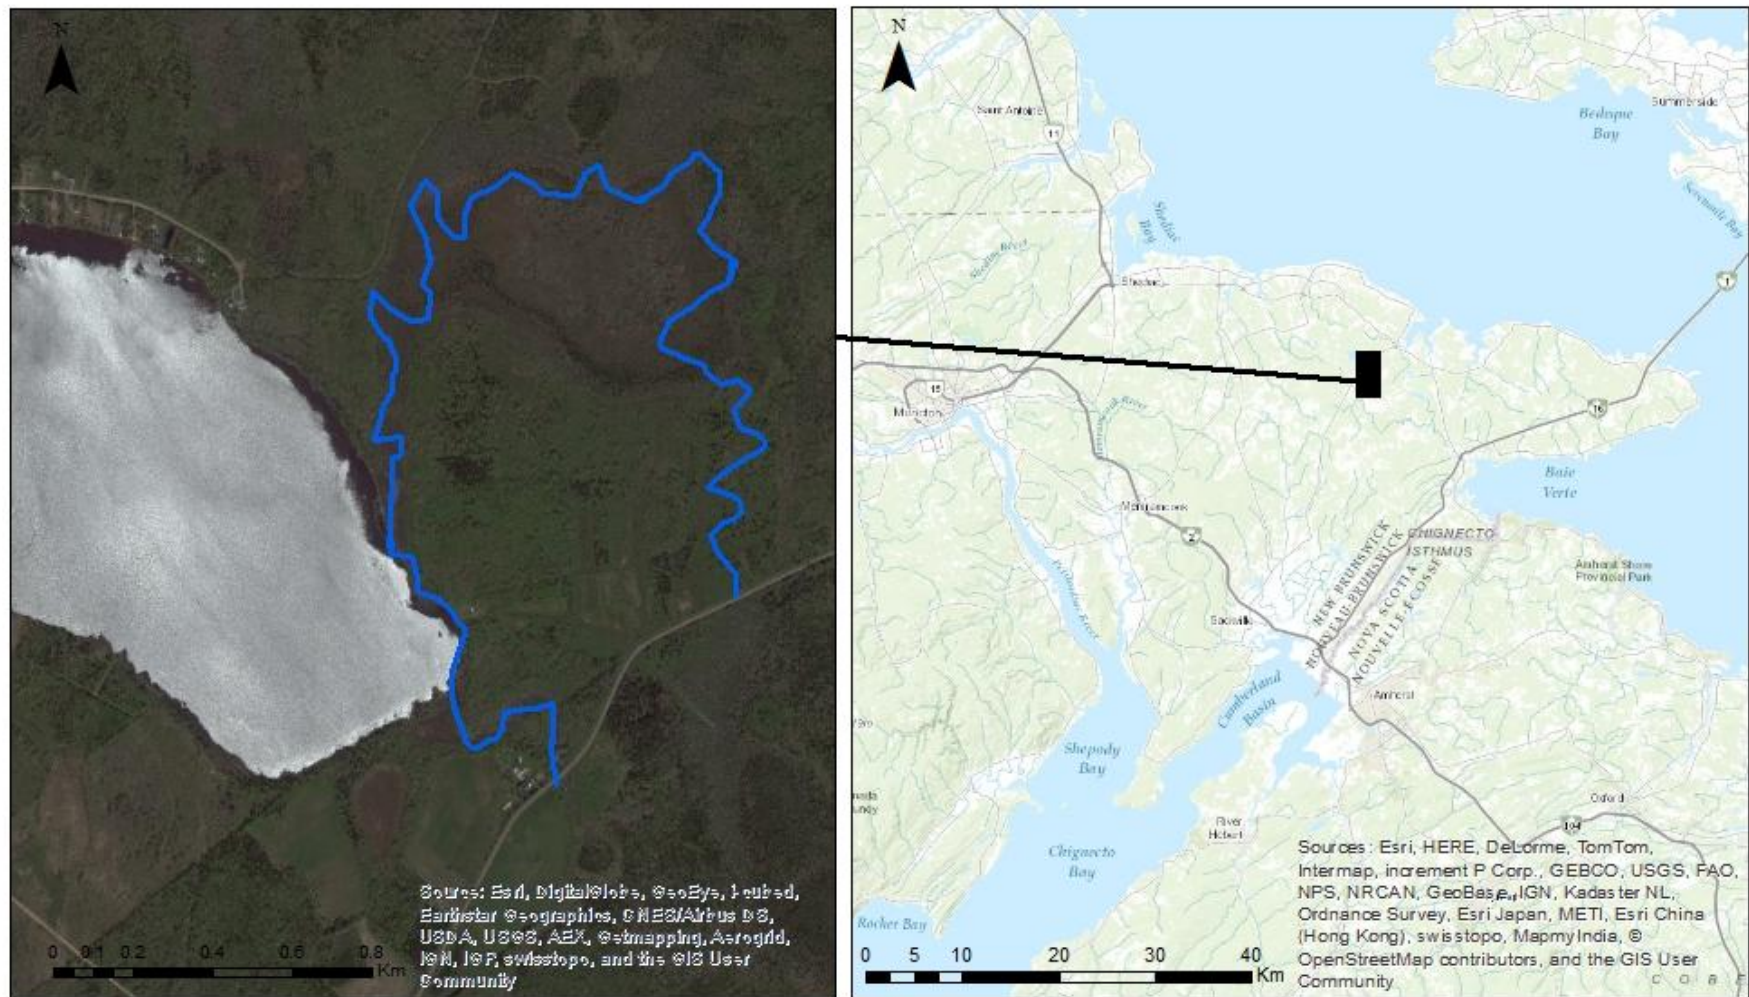 N
Source: Esri, DigitalGlobe, GeoEye, i-cubed,
Earthstar Geographics, CNES/Airbus DS,
USDA, USGS, AEX, Getmapping, Aerogrid,
IGN, IGP, swisstopo, and the GIS User
Community
0 0.1 0.2 0.4 0.6 0.8
Km
N
Saint Antoine
11
Summerside
Bedeque
Bay
Shediac
Bay
Sevenmile Bay
Shediac River
Shediac
1
15
Moncton
Memramcook River
16
Baie
Verte
Memramcook
2
CHIGNECTO
ISTHMUS
NEW BRUNSWICK
NOUVEAU-BRUNSWICK
NOVA SCOTIA
NOUVELLE-ÉCOSSE
Amherst Shore
Provincial Park
Petitcodiac River
Sackville
Cumberland
Basin
Amherst
Shepody
Bay
Oxford
104
River
Hebert
Chignecto
Bay
Rocher Bay
Sources: Esri, HERE, DeLorme, TomTom,
Intermap, increment P Corp., GEBCO, USGS, FAO,
NPS, NRCAN, GeoBase, IGN, Kadaster NL,
Ordnance Survey, Esri Japan, METI, Esri China
(Hong Kong), swisstopo, MapmyIndia, ©
OpenStreetMap contributors, and the GIS User
Community
0 5 10 20 30 40
Km
C O B E